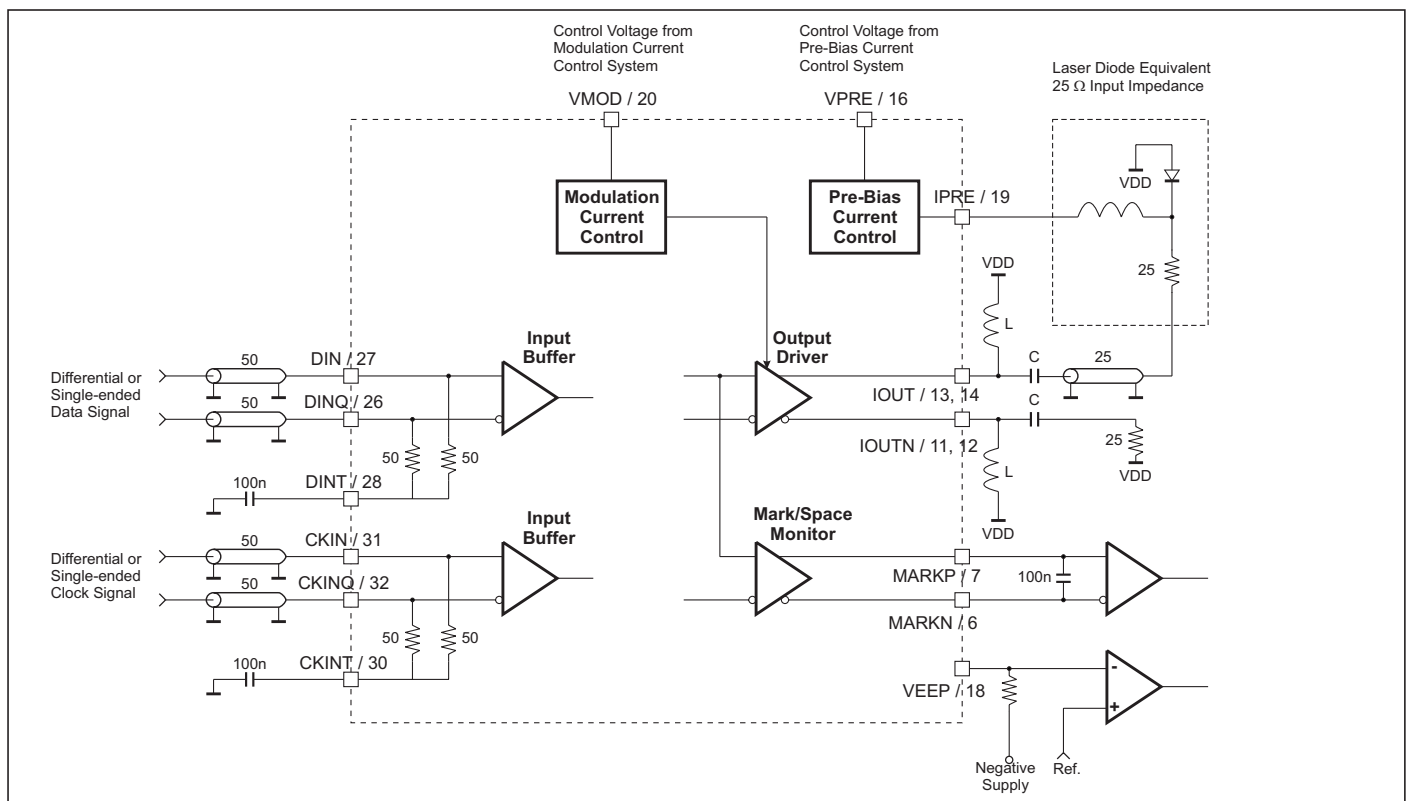 Control Voltage from
Modulation Current
Control System
Control Voltage from
Pre-Bias Current
Control System
Laser Diode Equivalent
25 Ω Input Impedance
VMOD / 20
VPRE / 16
VDD
Modulation
Current
Control
Pre-Bias
Current
Control
IPRE / 19
25
VDD
L
Input
Buffer
Output
Driver
50
DIN / 27
C
25
Differential or
Single-ended
Data Signal
50
DINQ / 26
IOUT / 13, 14
C
IOUTN / 11, 12
25
VDD
50
50
L
100n
DINT / 28
VDD
Input
Buffer
Mark/Space
Monitor
50
CKIN / 31
Differential or
Single-ended
Clock Signal
50
CKINQ / 32
MARKP / 7
100n
MARKN / 6
50
50
100n
CKINT / 30
VEEP / 18
-
+
Negative
Supply
Ref.